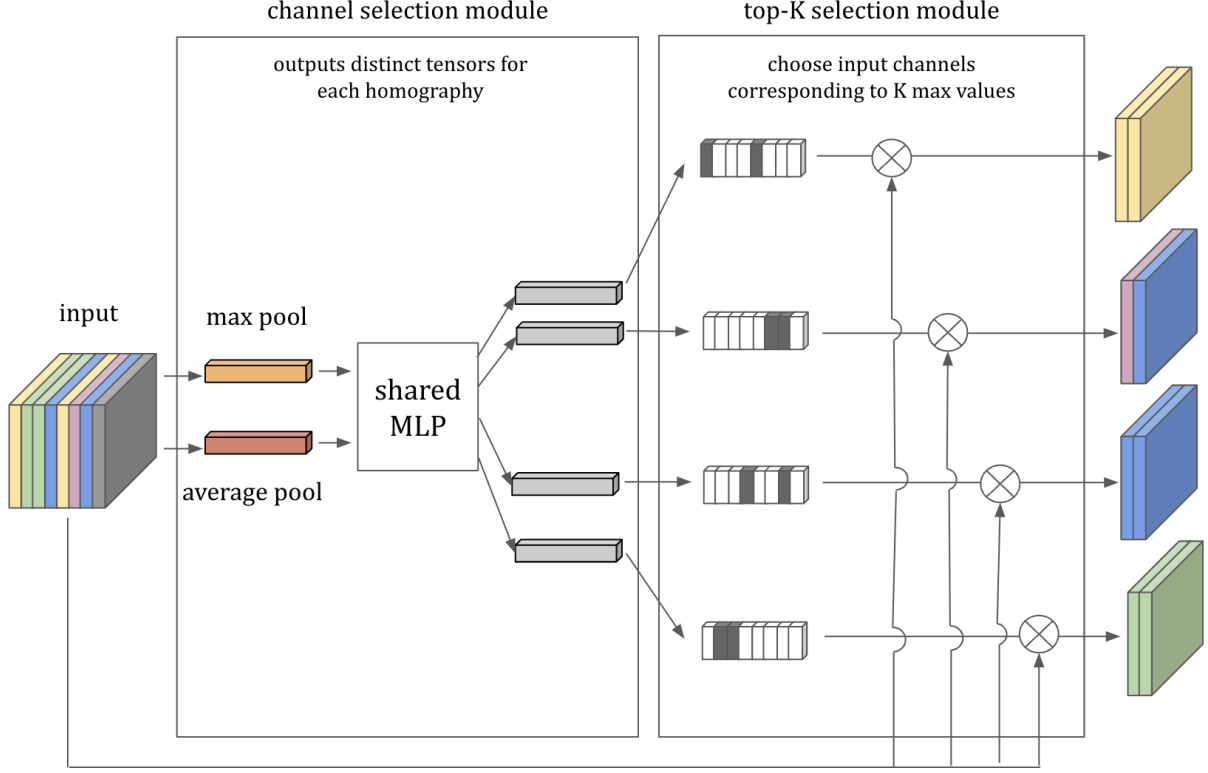 channel selection module
top-K selection module
outputs distinct tensors for
each homography
choose input channels
corresponding to K max values
input
max pool
shared
MLP
average pool